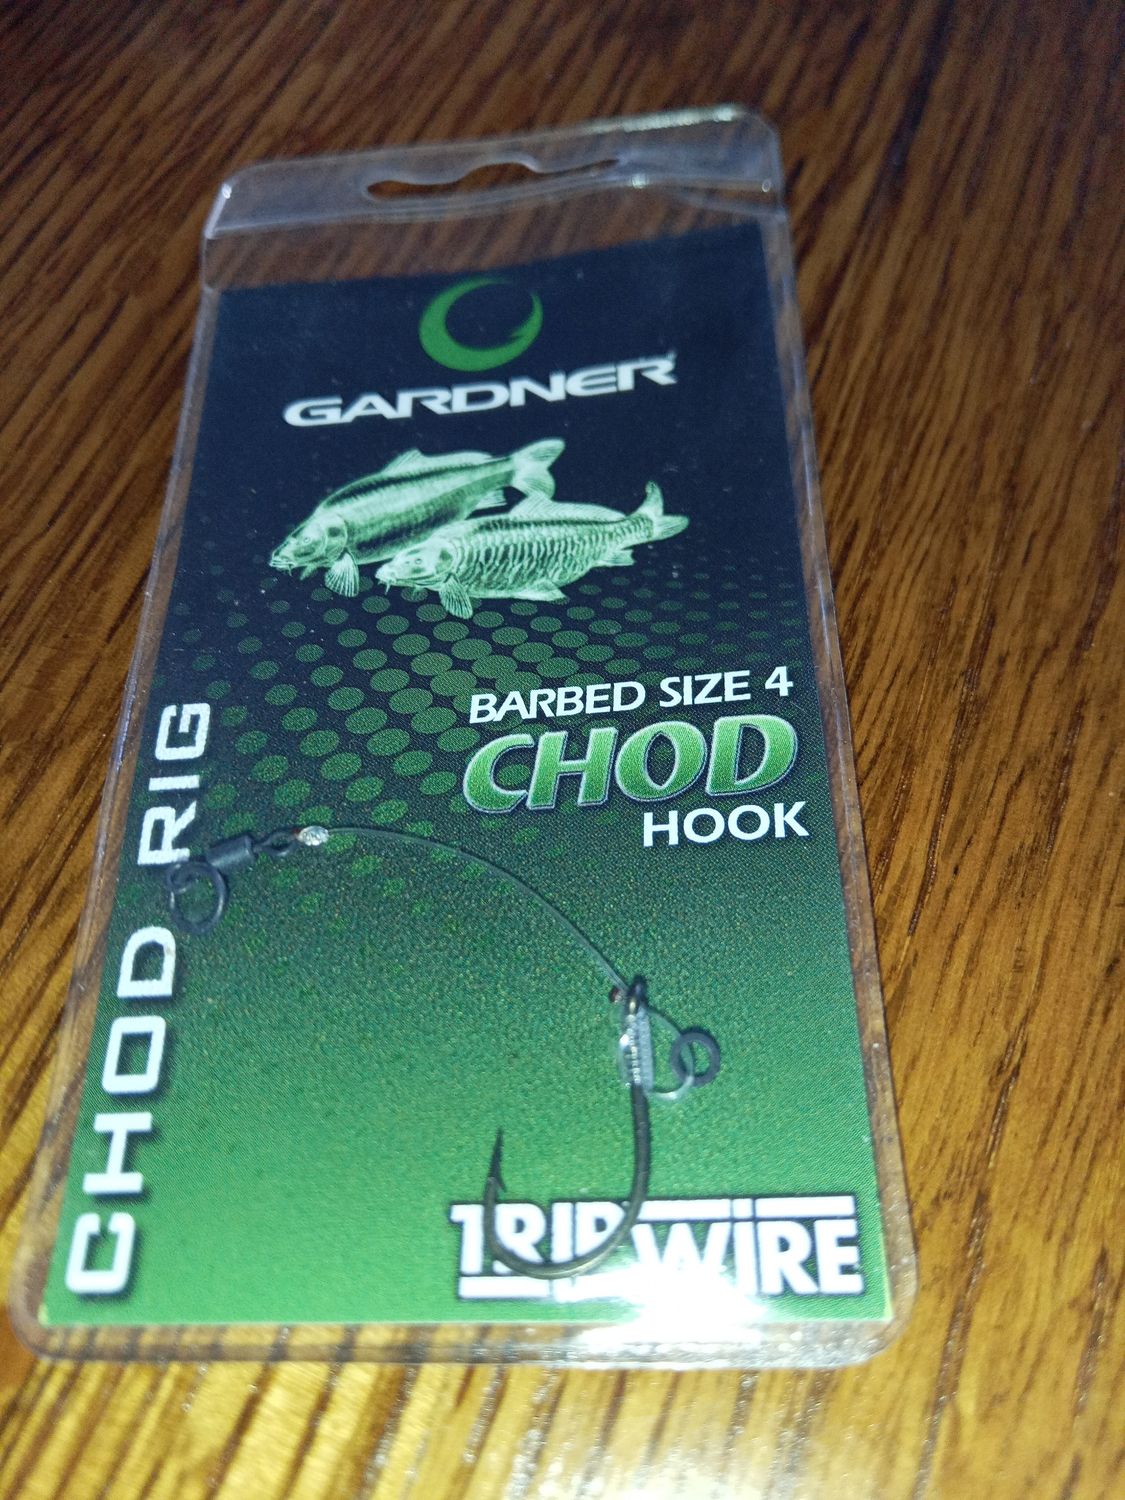 GARDNER
BARBED SIZE 4
CHOD
HOOK
CHOD RIG
TRIPWIRE